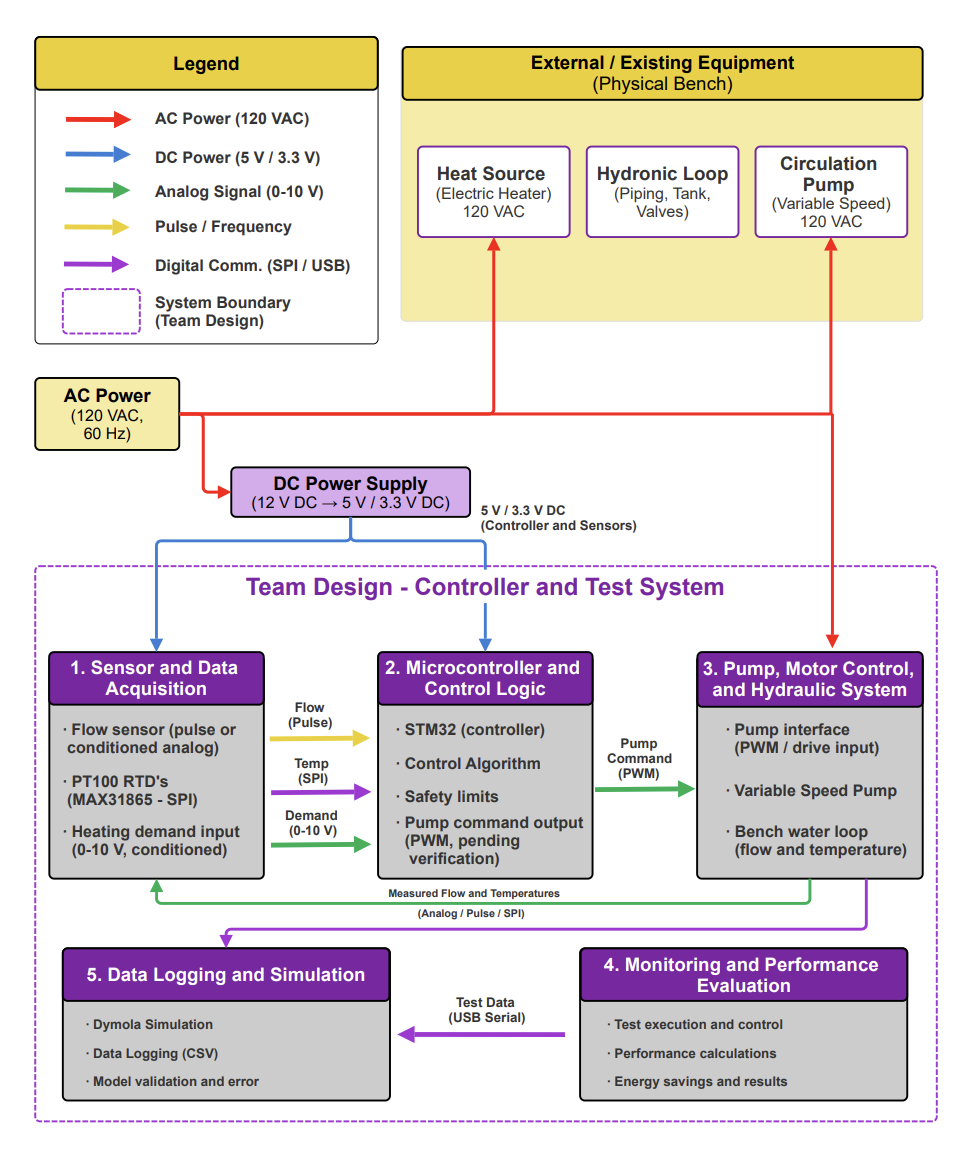 Legend
AC Power (120 VAC)
DC Power (5 V / 3.3 V)
Analog Signal (0-10 V)
Pulse / Frequency
Digital Comm. (SPI / USB)
System Boundary
(Team Design)
External / Existing Equipment
(Physical Bench)
Heat Source
(Electric Heater)
120 VAC
Hydronic Loop
(Piping, Tank,
Valves)
Circulation
Pump
(Variable Speed)
120 VAC
AC Power
(120 VAC,
60 Hz)
DC Power Supply
(12 V DC → 5 V / 3.3 V DC)
5 V / 3.3 V DC
(Controller and Sensors)
Team Design - Controller and Test System
1. Sensor and Data
Acquisition
· Flow sensor (pulse or
conditioned analog)
· PT100 RTD's
(MAX31865 - SPI)
· Heating demand input
(0-10 V, conditioned)
Flow
(Pulse)
Temp
(SPI)
Demand
(0-10 V)
2. Microcontroller and
Control Logic
· STM32 (controller)
· Control Algorithm
· Safety limits
· Pump command output
(PWM, pending
verification)
Pump
Command
(PWM)
3. Pump, Motor Control,
and Hydraulic System
· Pump interface
(PWM / drive input)
· Variable Speed Pump
· Bench water loop
(flow and temperature)
Measured Flow and Temperatures
(Analog / Pulse / SPI)
5. Data Logging and Simulation
· Dymola Simulation
· Data Logging (CSV)
· Model validation and error
Test Data
(USB Serial)
4. Monitoring and Performance
Evaluation
· Test execution and control
· Performance calculations
· Energy savings and results